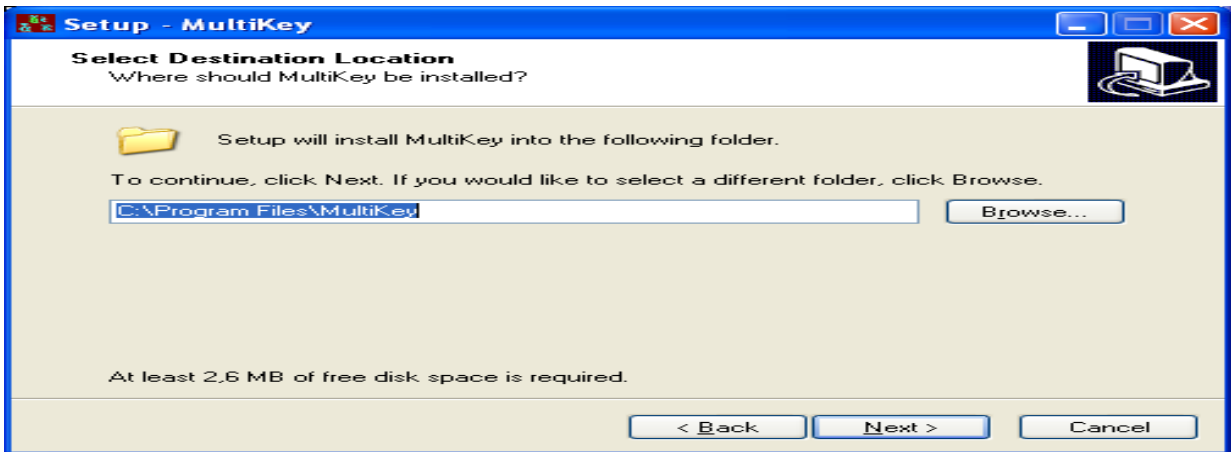 Setup - MultiKey
Select Destination Location
Where should MultiKey be installed?
Setup will install MultiKey into the following folder.
To continue, click Next. If you would like to select a different folder, click Browse.
C:\Program Files\MultiKey
Browse...
At least 2,6 MB of free disk space is required.
< Back
Next >
Cancel